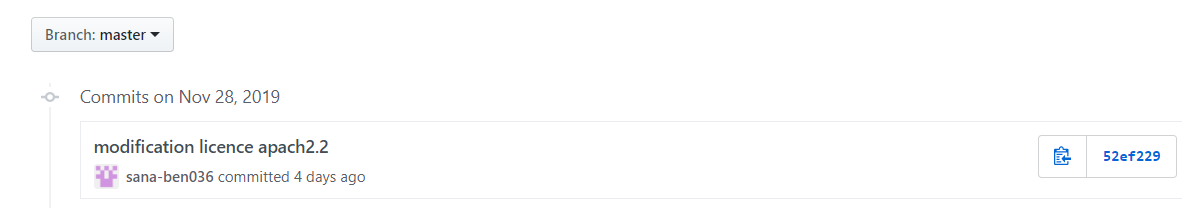 Branch: master
Commits on Nov 28, 2019
modification licence apach2.2
52ef229
sana-ben036 committed 4 days ago